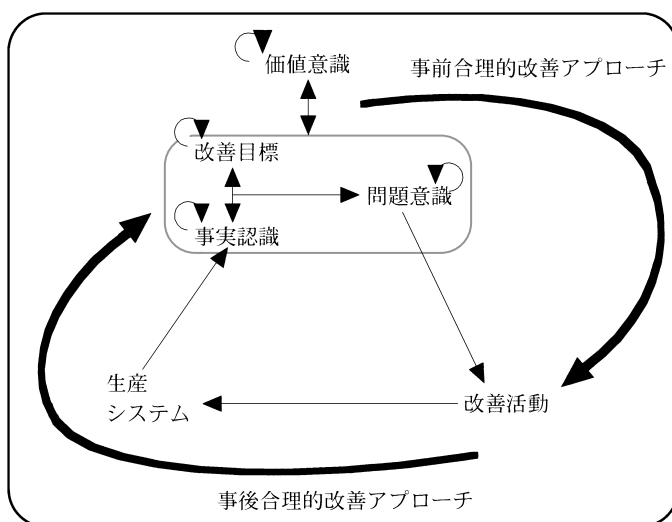 価値意識
事前合理的改善アプローチ
改善目標
問題意識
事実認識
生産
システム
改善活動
事後合理的改善アプローチ